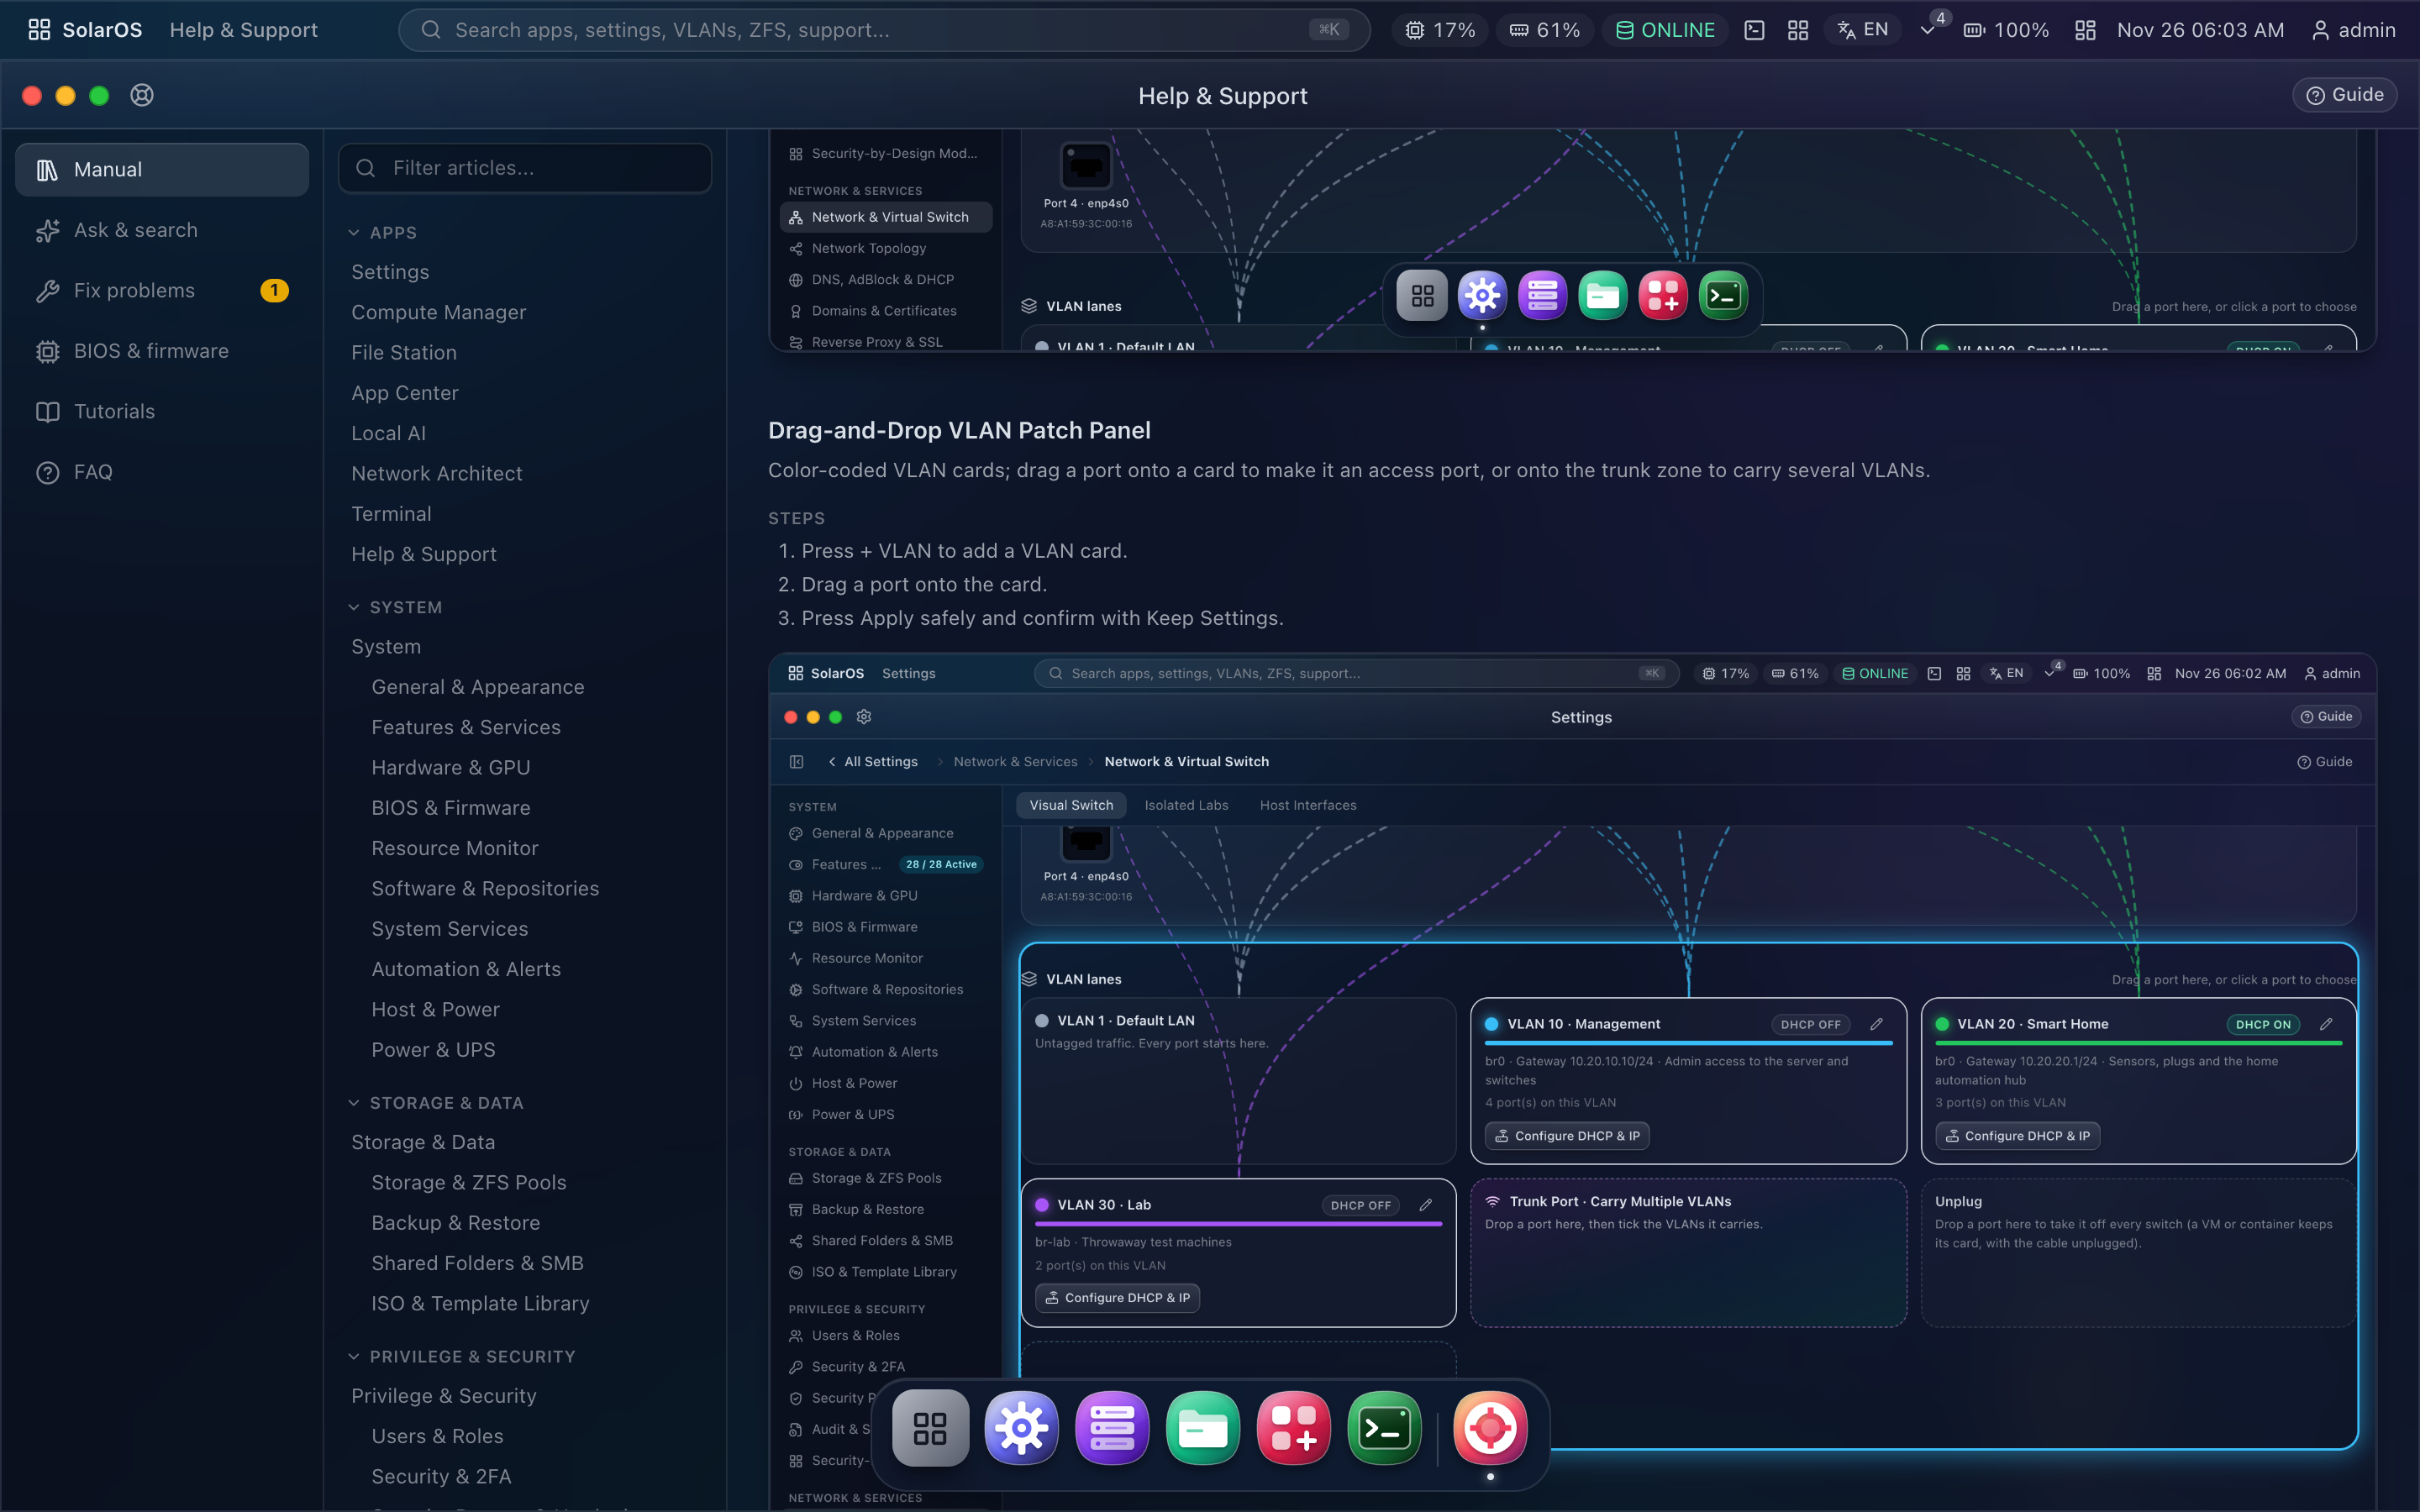 SolarOS Help & Support Search apps, settings, VLANs, ZFS, support... ⌘K 17% 61% ONLINE EN 4 100% Nov 26 06:03 AM admin
Help & Support
Guide
Manual
Ask & search
Fix problems 1
BIOS & firmware
Tutorials
FAQ
Filter articles...
APPS
Settings
Compute Manager
File Station
App Center
Local AI
Network Architect
Terminal
Help & Support
SYSTEM
System
General & Appearance
Features & Services
Hardware & GPU
BIOS & Firmware
Resource Monitor
Software & Repositories
System Services
Automation & Alerts
Host & Power
Power & UPS
STORAGE & DATA
Storage & Data
Storage & ZFS Pools
Backup & Restore
Shared Folders & SMB
ISO & Template Library
PRIVILEGE & SECURITY
Privilege & Security
Users & Roles
Security & 2FA
Security-by-Design Mod...
NETWORK & SERVICES
Network & Virtual Switch
Network Topology
DNS, AdBlock & DHCP
Domains & Certificates
Reverse Proxy & SSL
Port 4 · enp4s0
A8:A1:59:3C:00:16
VLAN lanes
Drag a port here, or click a port to choose
VLAN 1 · Default LAN
VLAN 10 · Management DHCP OFF
VLAN 20 · Smart Home DHCP ON
Drag-and-Drop VLAN Patch Panel
Color-coded VLAN cards; drag a port onto a card to make it an access port, or onto the trunk zone to carry several VLANs.
STEPS
1. Press + VLAN to add a VLAN card.
2. Drag a port onto the card.
3. Press Apply safely and confirm with Keep Settings.
SolarOS Settings Search apps, settings, VLANs, ZFS, support... ⌘K 17% 61% ONLINE EN 4 100% Nov 26 06:02 AM admin
Settings
Guide
All Settings > Network & Services > Network & Virtual Switch
Guide
SYSTEM
General & Appearance
Features ... 28 / 28 Active
Hardware & GPU
BIOS & Firmware
Resource Monitor
Software & Repositories
System Services
Automation & Alerts
Host & Power
Power & UPS
STORAGE & DATA
Storage & ZFS Pools
Backup & Restore
Shared Folders & SMB
ISO & Template Library
PRIVILEGE & SECURITY
Users & Roles
Security & 2FA
Security
Audit &
Security-
NETWORK & SERVICES
Visual Switch Isolated Labs Host Interfaces
Port 4 · enp4s0
A8:A1:59:3C:00:16
VLAN lanes
Drag a port here, or click a port to choose
VLAN 1 · Default LAN
Untagged traffic. Every port starts here.
VLAN 10 · Management DHCP OFF
br0 · Gateway 10.20.10.10/24 · Admin access to the server and
switches
4 port(s) on this VLAN
Configure DHCP & IP
VLAN 20 · Smart Home DHCP ON
br0 · Gateway 10.20.20.1/24 · Sensors, plugs and the home
automation hub
3 port(s) on this VLAN
Configure DHCP & IP
VLAN 30 · Lab DHCP OFF
br-lab · Throwaway test machines
2 port(s) on this VLAN
Configure DHCP & IP
Trunk Port · Carry Multiple VLANs
Drop a port here, then tick the VLANs it carries.
Unplug
Drop a port here to take it off every switch (a VM or container keeps
its card, with the cable unplugged).